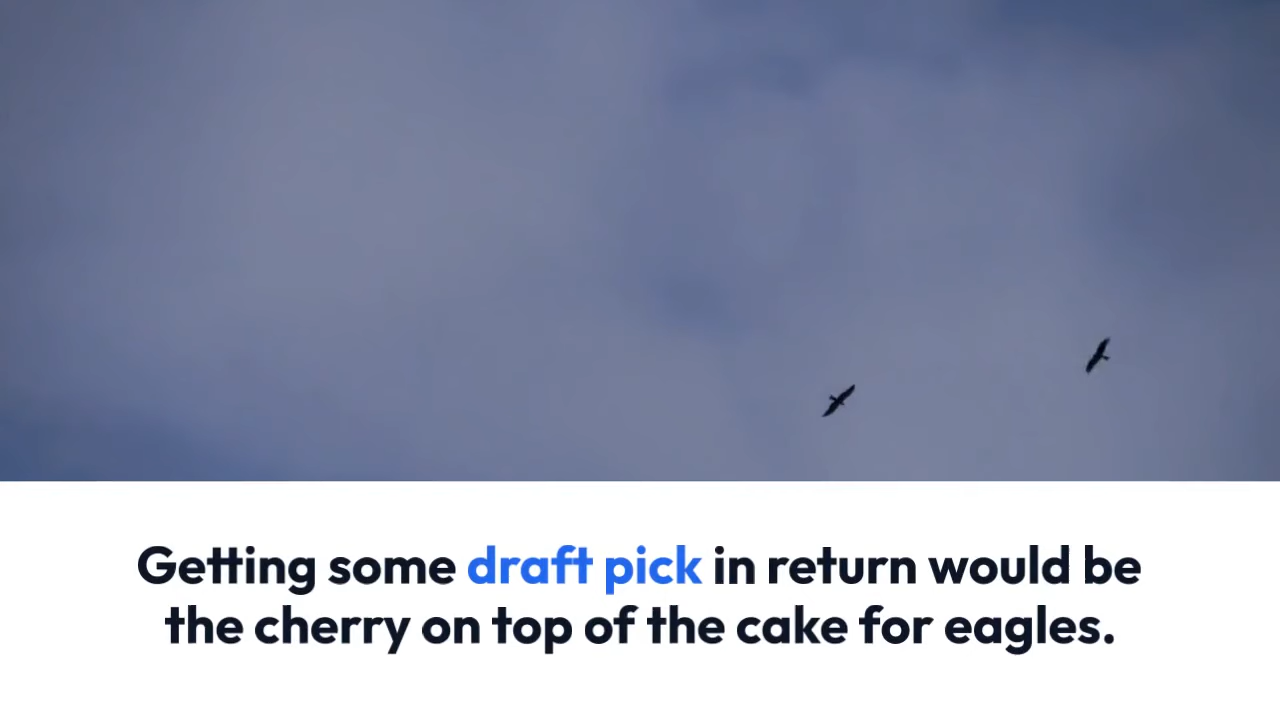 Getting some draft pick in return would be
the cherry on top of the cake for eagles.